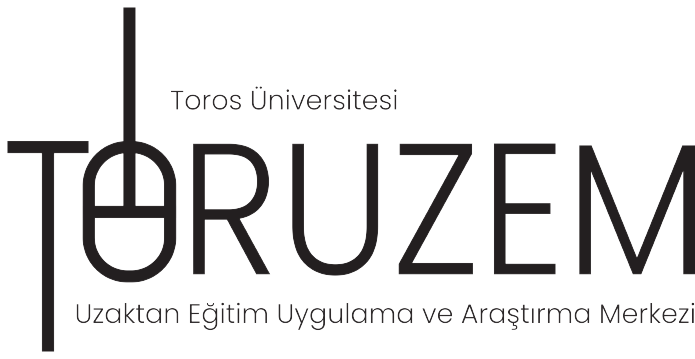 Toros Üniversitesi
TORUZEM
Uzaktan Eğitim Uygulama ve Araştırma Merkezi